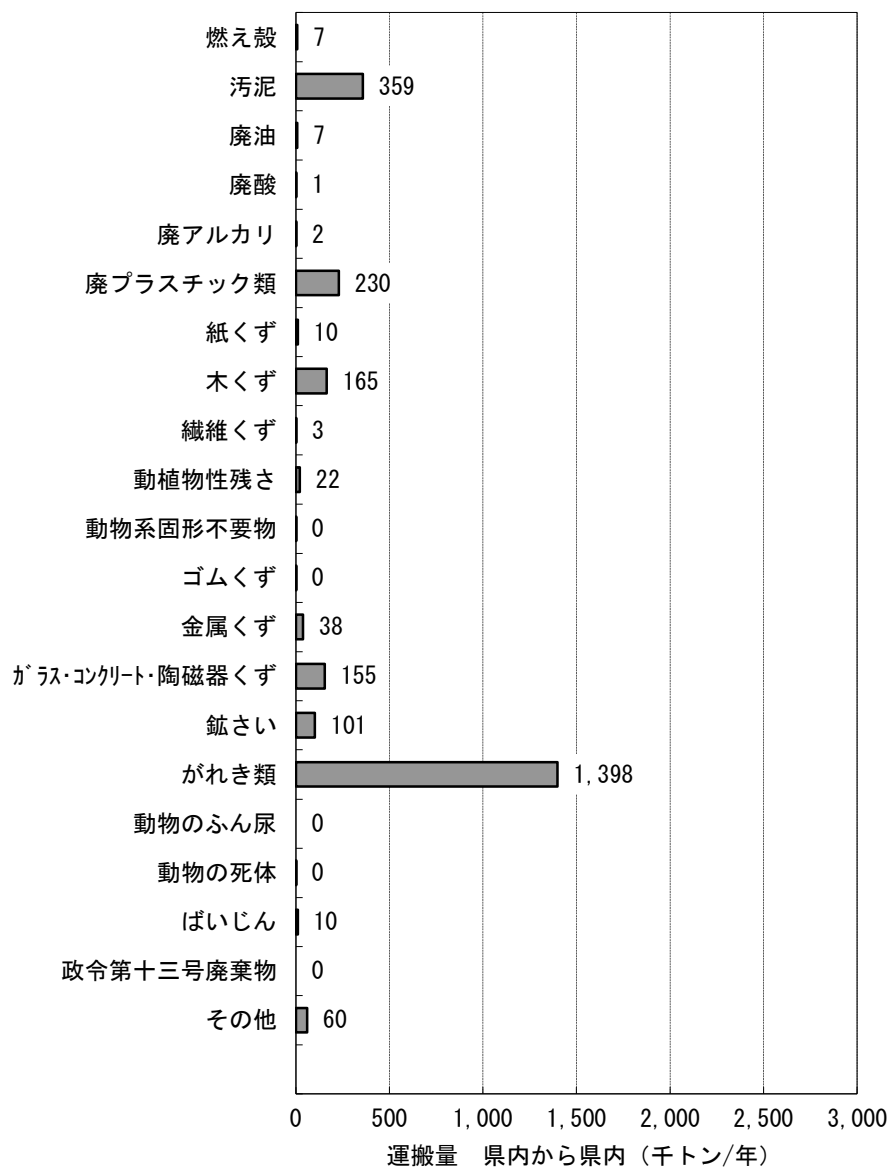 燃え殻 7
汚泥 359
廃油 7
廃酸 1
廃アルカリ 2
廃プラスチック類 230
紙くず 10
木くず 165
繊維くず 3
動植物性残さ 22
動物系固形不要物 0
ゴムくず 0
金属くず 38
ｶﾞﾗｽ･ｺﾝｸﾘｰﾄ･陶磁器くず 155
鉱さい 101
がれき類 1,398
動物のふん尿 0
動物の死体 0
ばいじん 10
政令第十三号廃棄物 0
その他 60
0 500 1,000 1,500 2,000 2,500 3,000
運搬量　県内から県内（千トン/年）